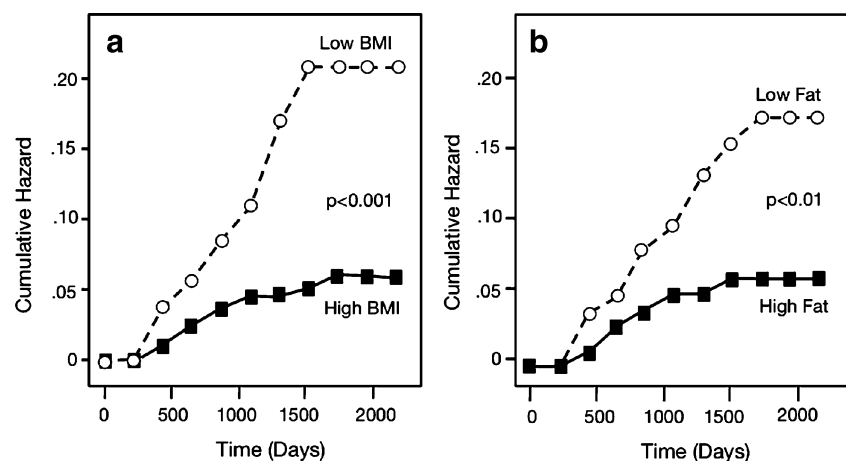 a
Low BMI
.20
.15
.10
.05
0
Cumulative Hazard
p<0.001
High BMI
0 500 1000 1500 2000
Time (Days)
b
.20
.15
.10
.05
0
Cumulative Hazard
Low Fat
p<0.01
High Fat
0 500 1000 1500 2000
Time (Days)